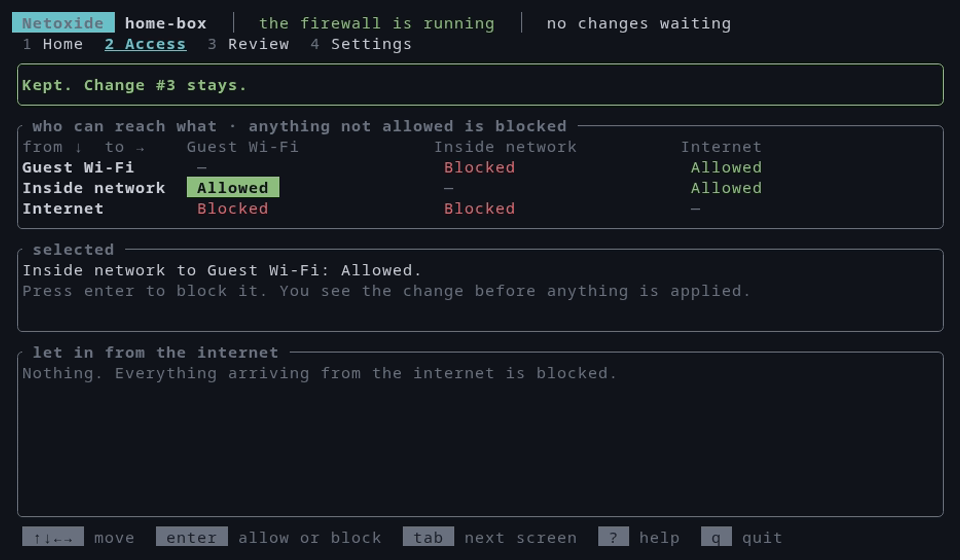 Netoxide home-box │ the firewall is running │ no changes waiting
1 Home 2 Access 3 Review 4 Settings
Kept. Change #3 stays.
who can reach what · anything not allowed is blocked
from ↓ to → Guest Wi-Fi Inside network Internet
Guest Wi-Fi — Blocked Allowed
Inside network Allowed — Allowed
Internet Blocked Blocked —
selected
Inside network to Guest Wi-Fi: Allowed.
Press enter to block it. You see the change before anything is applied.
let in from the internet
Nothing. Everything arriving from the internet is blocked.
↑↓←→ move enter allow or block tab next screen ? help q quit